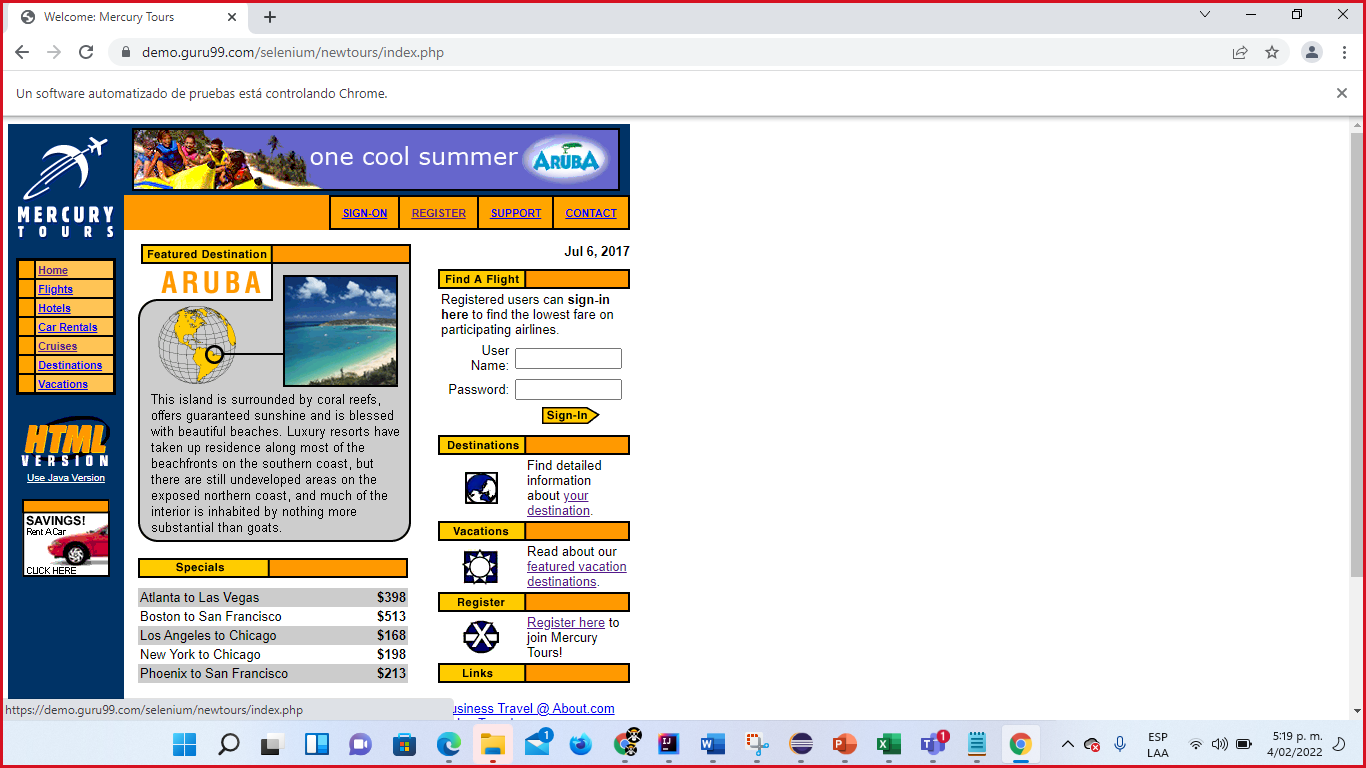 Welcome: Mercury Tours
demo.guru99.com/selenium/newtours/index.php
Un software automatizado de pruebas está controlando Chrome.
one cool summer ARUBA
MERCURY
TOURS
SIGN-ON REGISTER SUPPORT CONTACT
Home
Flights
Hotels
Car Rentals
Cruises
Destinations
Vacations
HTML
VERSION
Use Java Version
SAVINGS!
Rent A Car
CLICK HERE
Featured Destination
ARUBA
This island is surrounded by coral reefs,
offers guaranteed sunshine and is blessed
with beautiful beaches. Luxury resorts have
taken up residence along most of the
beachfronts on the southern coast, but
there are still undeveloped areas on the
exposed northern coast, and much of the
interior is inhabited by nothing more
substantial than goats.
Specials
Atlanta to Las Vegas $398
Boston to San Francisco $513
Los Angeles to Chicago $168
New York to Chicago $198
Phoenix to San Francisco $213
Jul 6, 2017
Find A Flight
Registered users can sign-in
here to find the lowest fare on
participating airlines.
User
Name:
Password:
Sign-In
Destinations
Find detailed
information
about your
destination.
Vacations
Read about our
featured vacation
destinations.
Register
Register here to
join Mercury
Tours!
Links
usiness Travel @ About.com
https://demo.guru99.com/selenium/newtours/index.php
1
1
ESP
LAA
5:19 p. m.
4/02/2022